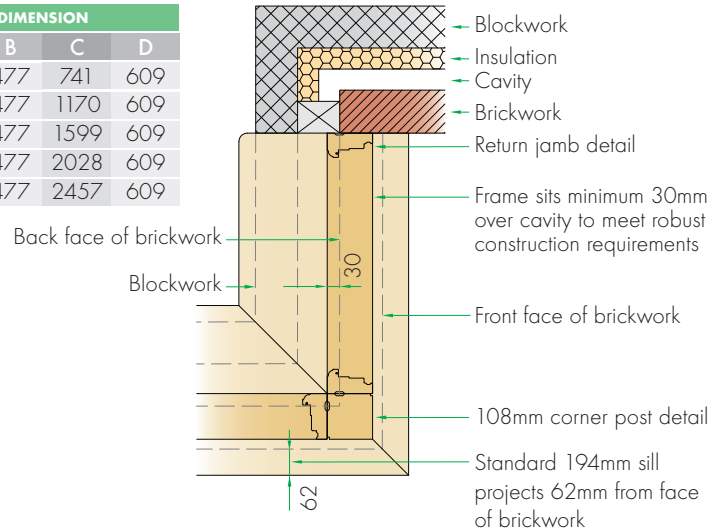 DIMENSION
B C D
477 741 609
477 1170 609
477 1599 609
477 2028 609
477 2457 609
Blockwork
Insulation
Cavity
Brickwork
Return jamb detail
Frame sits minimum 30mm
over cavity to meet robust
construction requirements
Back face of brickwork
30
Blockwork
Front face of brickwork
108mm corner post detail
Standard 194mm sill
projects 62mm from face
of brickwork
62